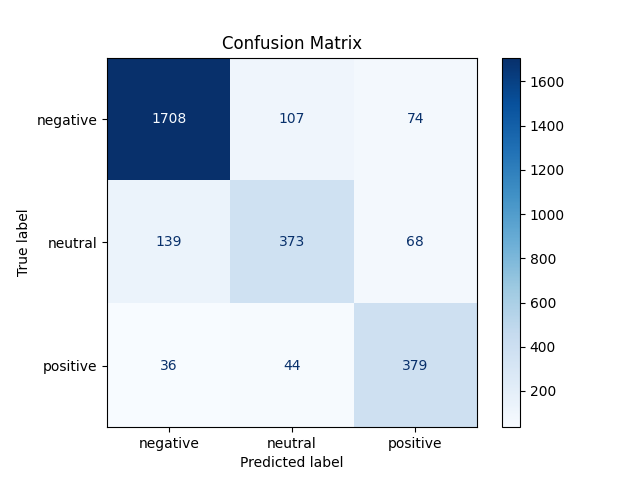 Confusion Matrix
True label
negative 1708 107 74
neutral 139 373 68
positive 36 44 379
negative neutral positive
Predicted label
1600
1400
1200
1000
800
600
400
200